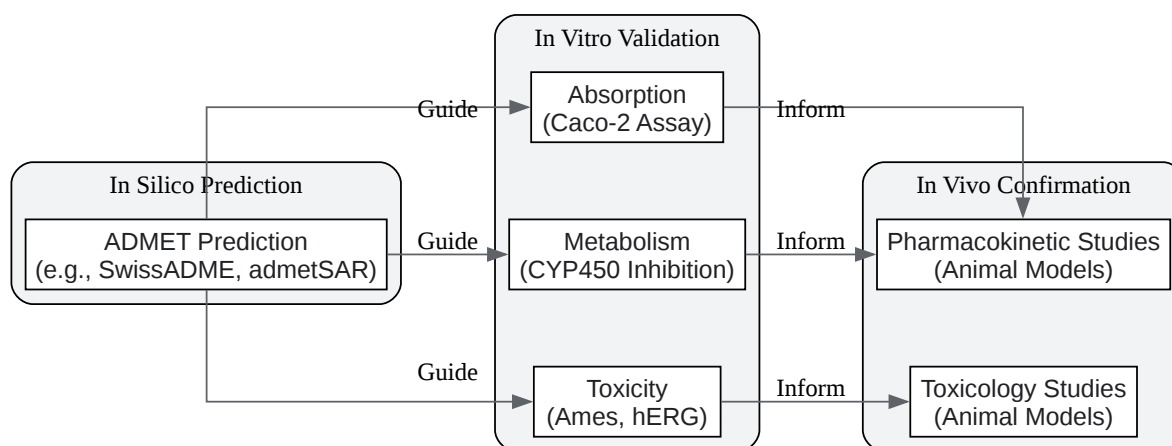 In Vitro Validation
Absorption
(Caco-2 Assay)
Guide
Inform
In Silico Prediction
In Vivo Confirmation
ADMET Prediction
(e.g., SwissADME, admetSAR)
Guide
Metabolism
(CYP450 Inhibition)
Inform
Pharmacokinetic Studies
(Animal Models)
Guide
Toxicity
(Ames, hERG)
Inform
Toxicology Studies
(Animal Models)